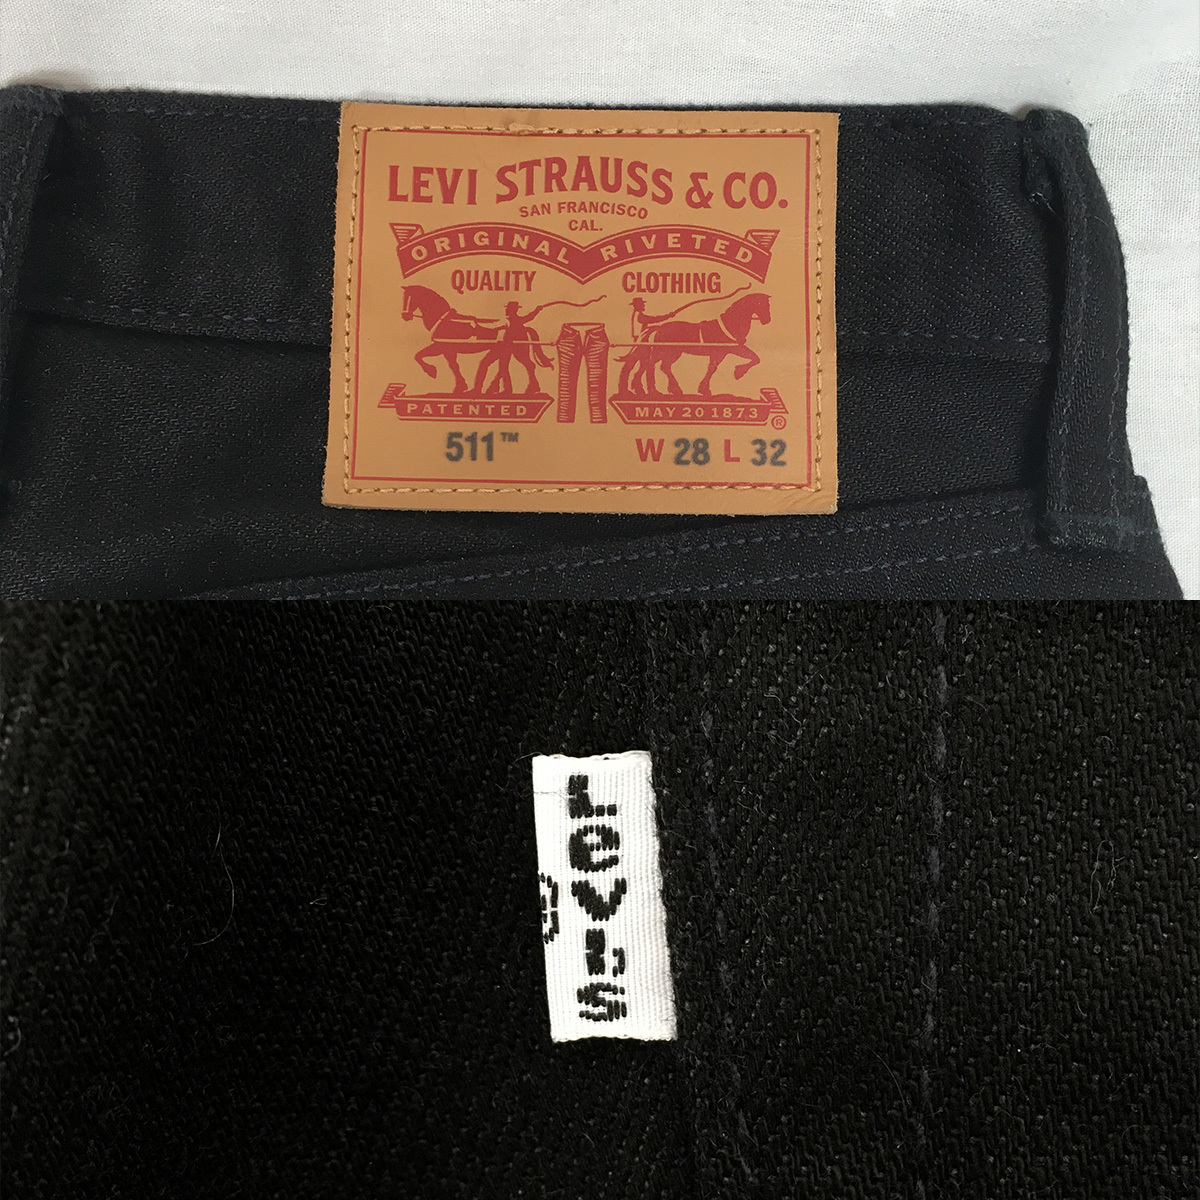 LEVI STRAUSS & CO.
SAN FRANCISCO
CAL.
ORIGINAL RIVETED
QUALITY CLOTHING
PATENTED MAY 20 1873 ®
511™ W 28 L 32
LeVI'S
®